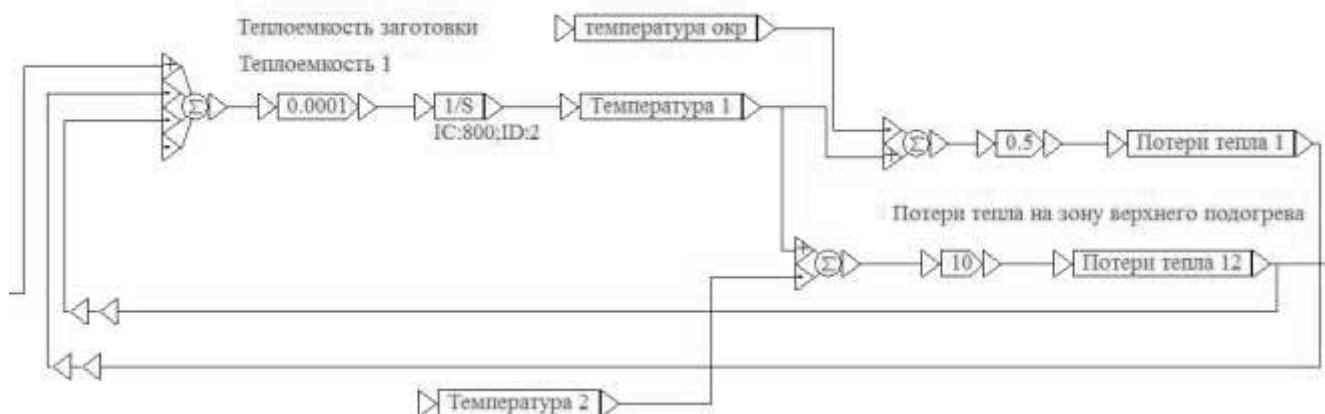 Теплоемкость заготовки
температура окр
Теплоемкость 1
+
-
-
-
Σ
0.0001
1/S
Температура 1
IC:800;ID:2
-
+
Σ
0.5
Потери тепла 1
Потери тепла на зону верхнего подогрева
+
-
Σ
10
Потери тепла 12
Температура 2